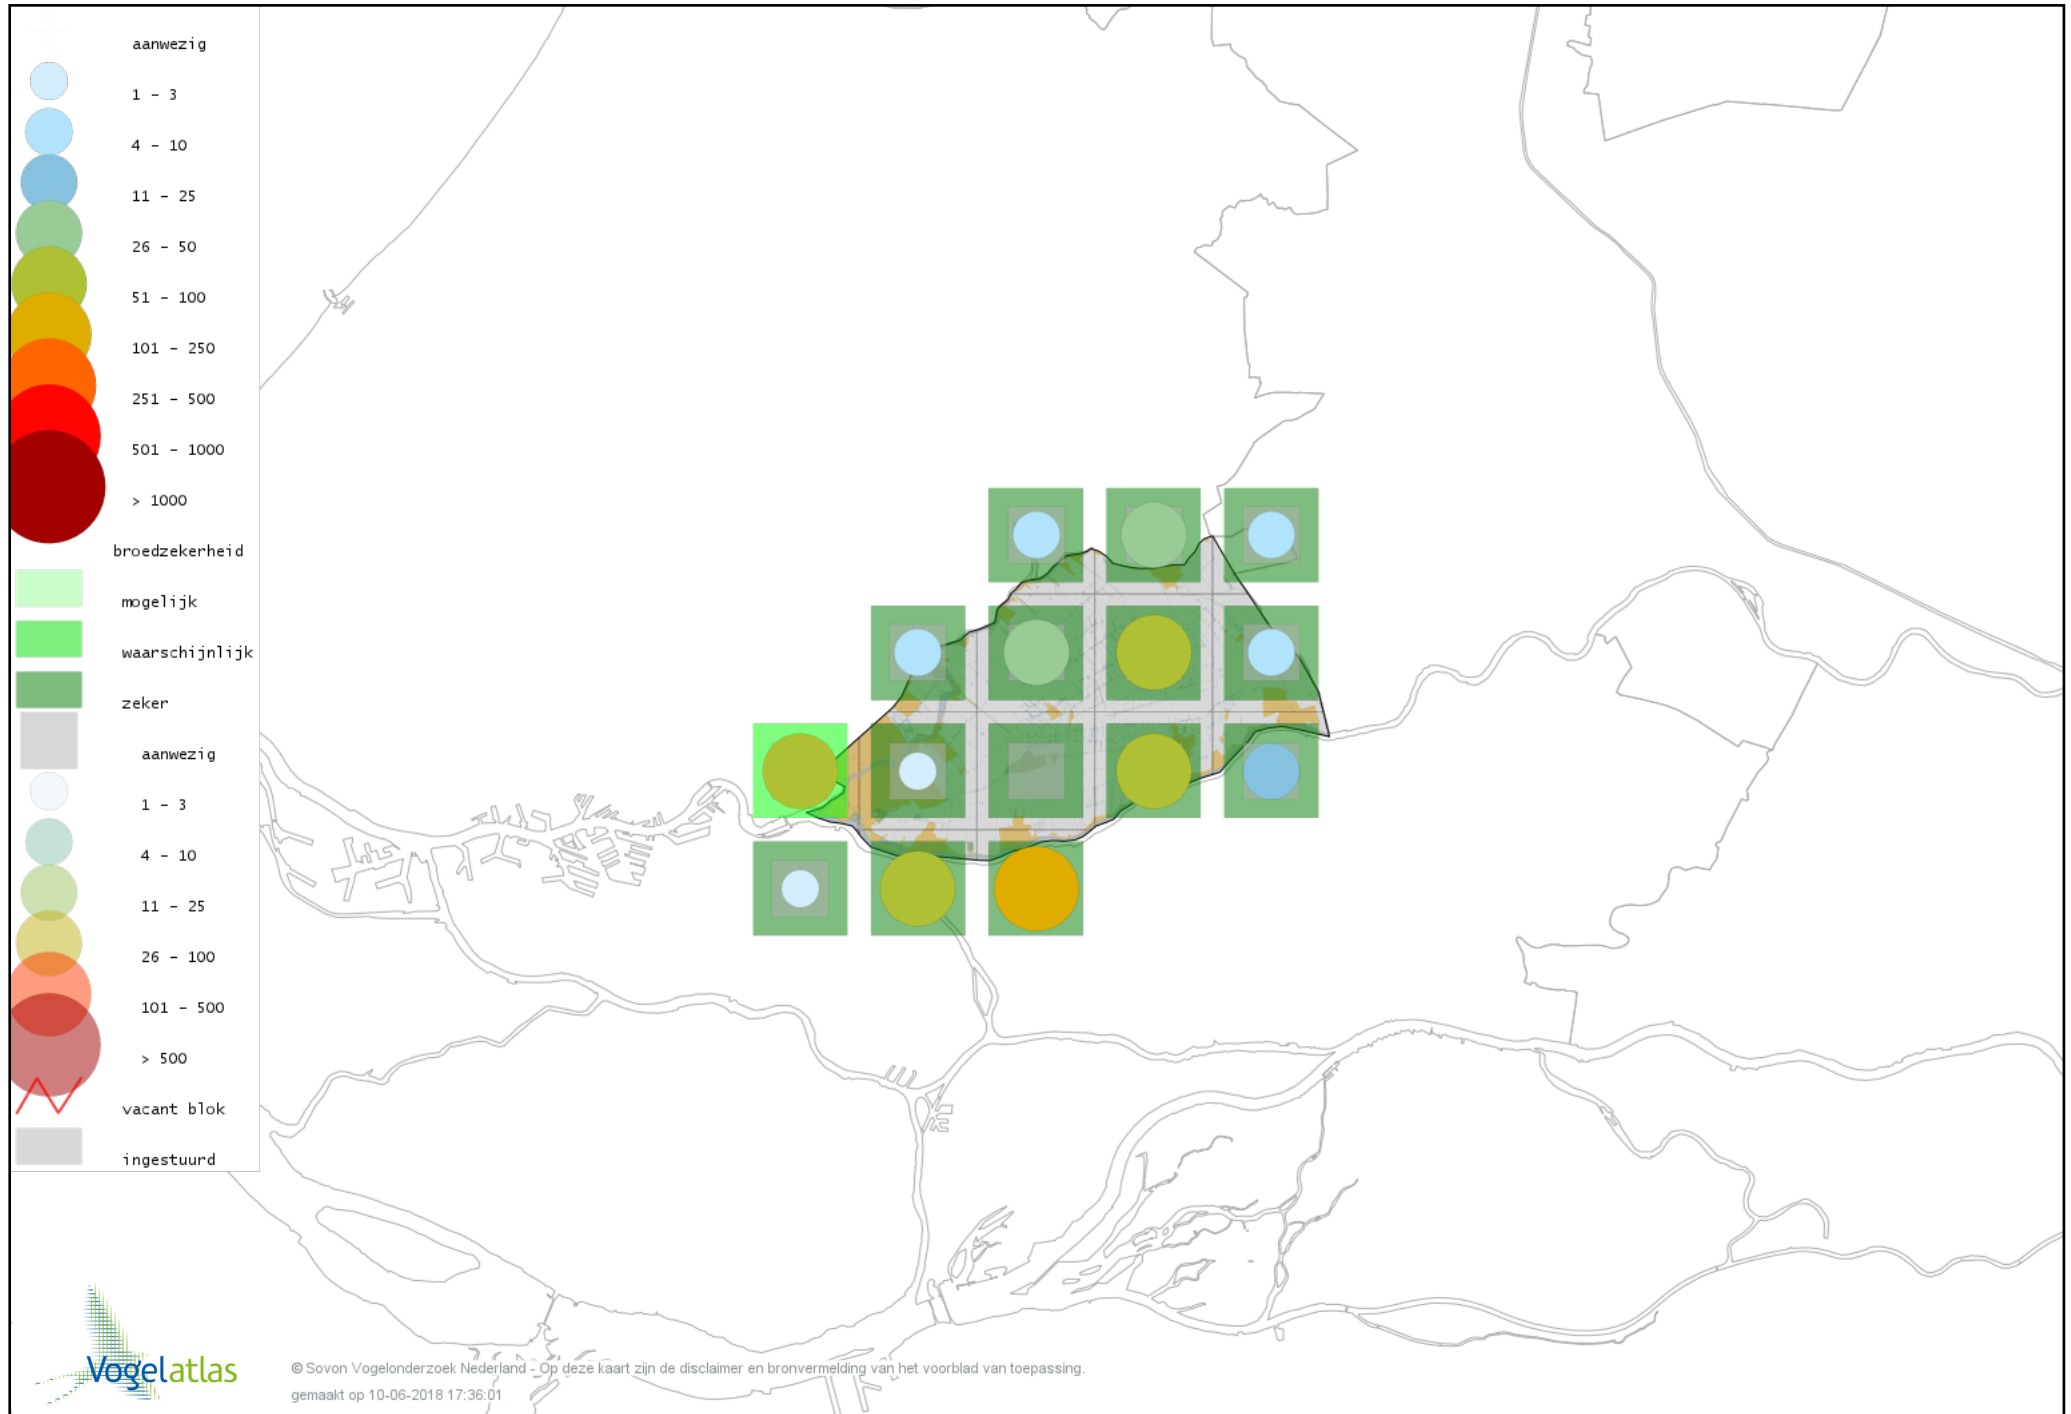 aanwezig
1 - 3
4 - 10
11 - 25
26 - 50
51 - 100
101 - 250
251 - 500
501 - 1000
> 1000
broedzekerheid
mogelijk
waarschijnlijk
zeker
aanwezig
1 - 3
4 - 10
11 - 25
26 - 100
101 - 500
> 500
vacant blok
ingestuurd
Vogelatlas
© Sovon Vogelonderzoek Nederland - Op deze kaart zijn de disclaimer en bronvermelding van het voorblad van toepassing.
gemaakt op 10-06-2018 17:36:01